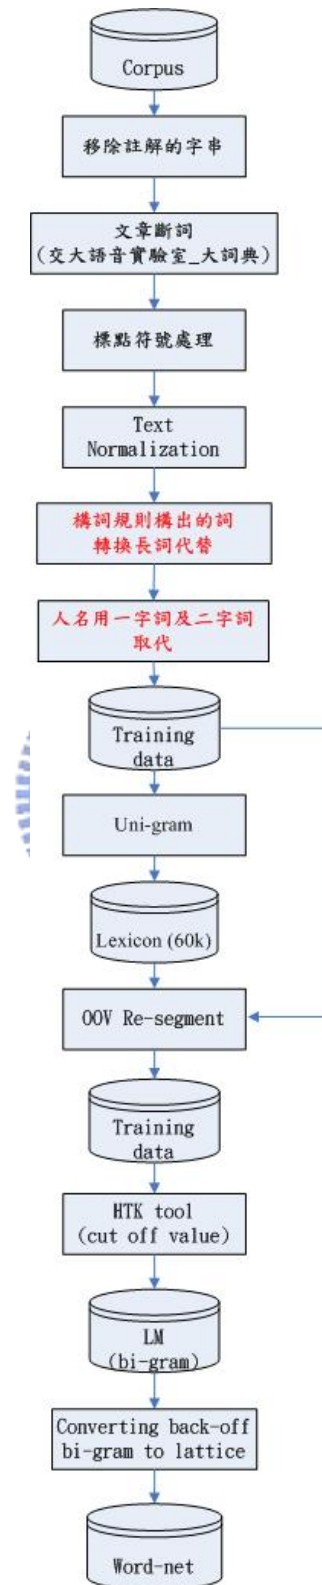 Corpus
移除註解的字串
文章斷詞
(交大語音實驗室_大詞典)
標點符號處理
Text
Normalization
構詞規則構出的詞
轉換長詞代替
人名用一字詞及二字詞
取代
Training
data
Uni-gram
Lexicon (60k)
OOV Re-segment
Training
data
HTK tool
(cut off value)
LM
(bi-gram)
Converting back-off
bi-gram to lattice
Word-net